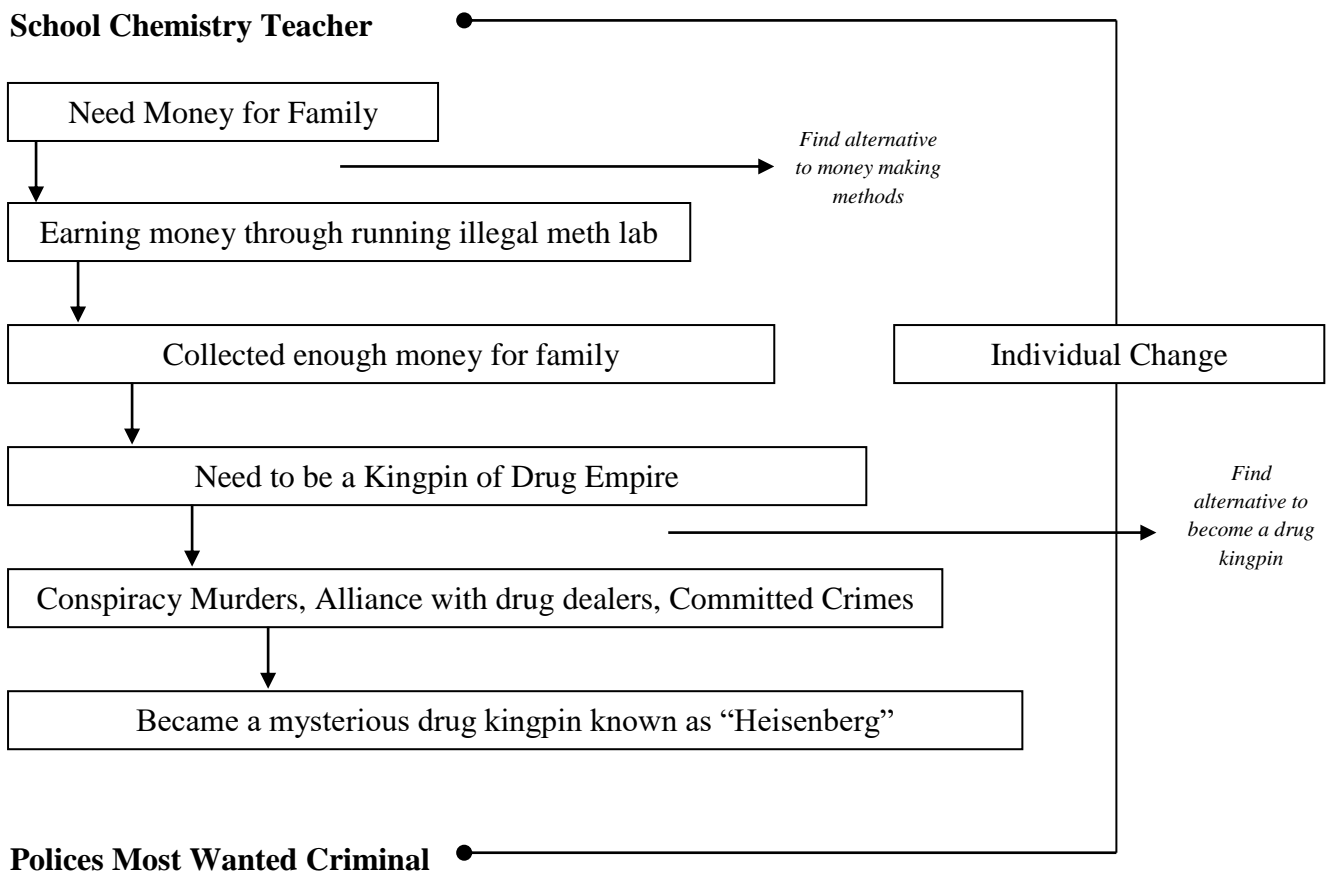 School Chemistry Teacher
Need Money for Family
Find alternative
to money making
methods
Earning money through running illegal meth lab
Collected enough money for family
Individual Change
Need to be a Kingpin of Drug Empire
Find
alternative to
become a drug
kingpin
Conspiracy Murders, Alliance with drug dealers, Committed Crimes
Became a mysterious drug kingpin known as “Heisenberg”
Polices Most Wanted Criminal